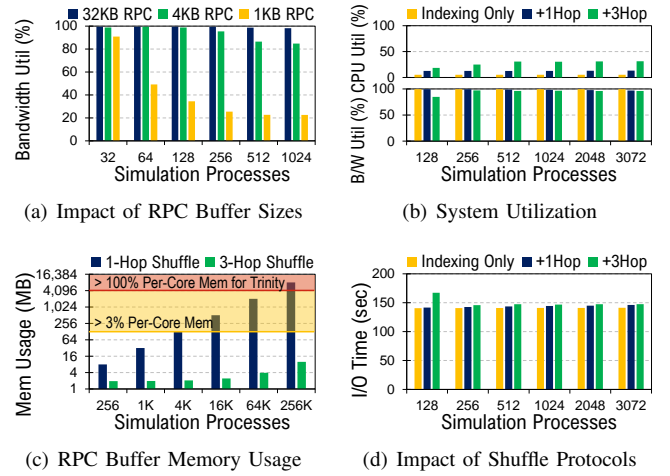 32KB RPC 4KB RPC 1KB RPC
Bandwidth Util (%)
100
80
60
40
20
0
32 64 128 256 512 1024
Simulation Processes
(a) Impact of RPC Buffer Sizes
Indexing Only +1Hop +3Hop
B/W Util (%) CPU Util (%)
100
50
0
100
50
0
128 256 512 1024 2048 3072
Simulation Processes
(b) System Utilization
1-Hop Shuffle 3-Hop Shuffle
Mem Usage (MB)
16,384
4,096
1,024
256
64
16
4
1
> 100% Per-Core Mem for Trinity
> 3% Per-Core Mem
256 1K 4K 16K 64K 256K
Simulation Processes
(c) RPC Buffer Memory Usage
Indexing Only +1Hop +3Hop
I/O Time (sec)
200
150
100
50
0
128 256 512 1024 2048 3072
Simulation Processes
(d) Impact of Shuffle Protocols